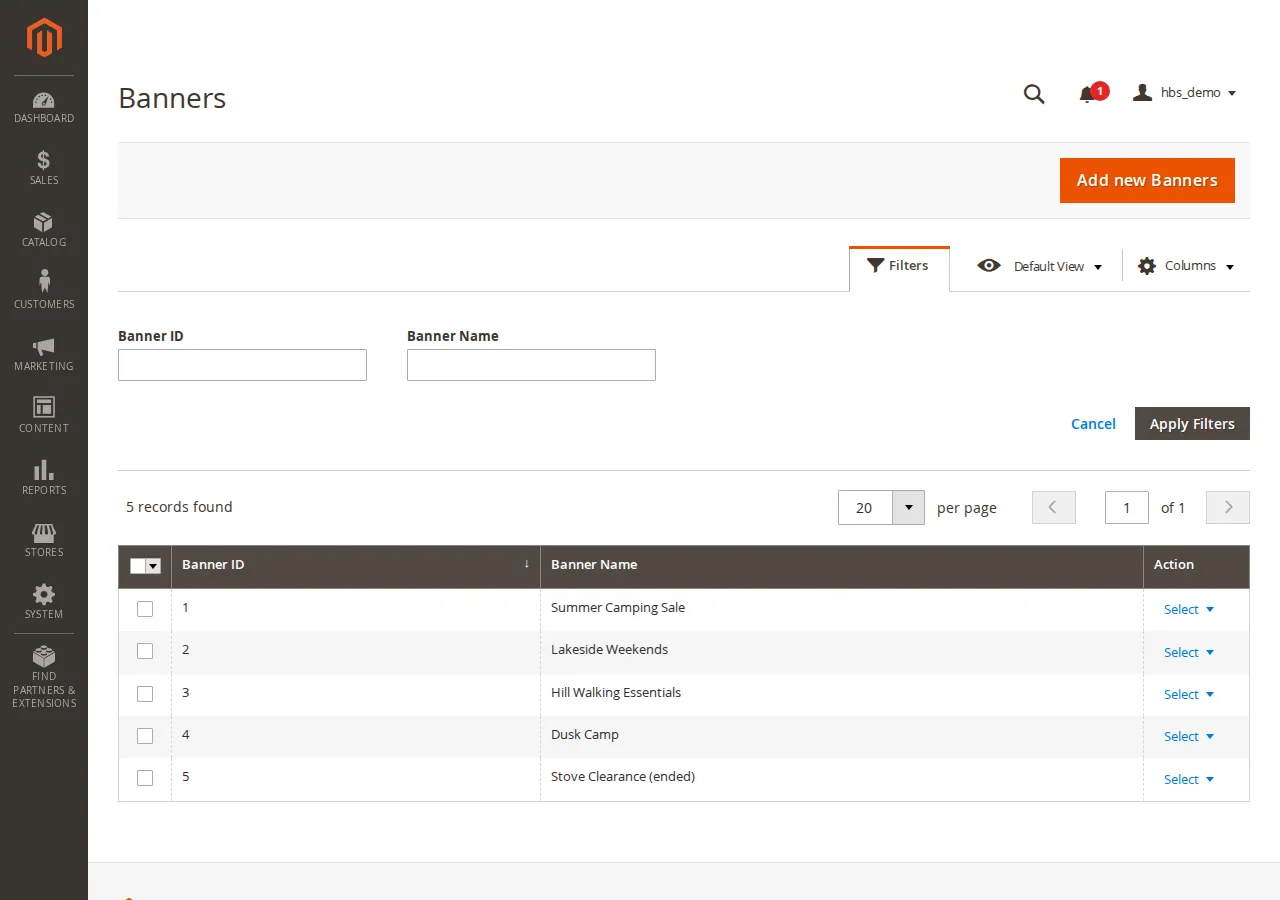 DASHBOARD
SALES
CATALOG
CUSTOMERS
MARKETING
CONTENT
REPORTS
STORES
SYSTEM
FIND
PARTNERS &
EXTENSIONS
Banners
1
hbs_demo
Add new Banners
Filters
Default View
Columns
Banner ID
Banner Name
Cancel
Apply Filters
5 records found
20
per page
1
of 1
Banner ID ↓ Banner Name Action
1 Summer Camping Sale Select
2 Lakeside Weekends Select
3 Hill Walking Essentials Select
4 Dusk Camp Select
5 Stove Clearance (ended) Select